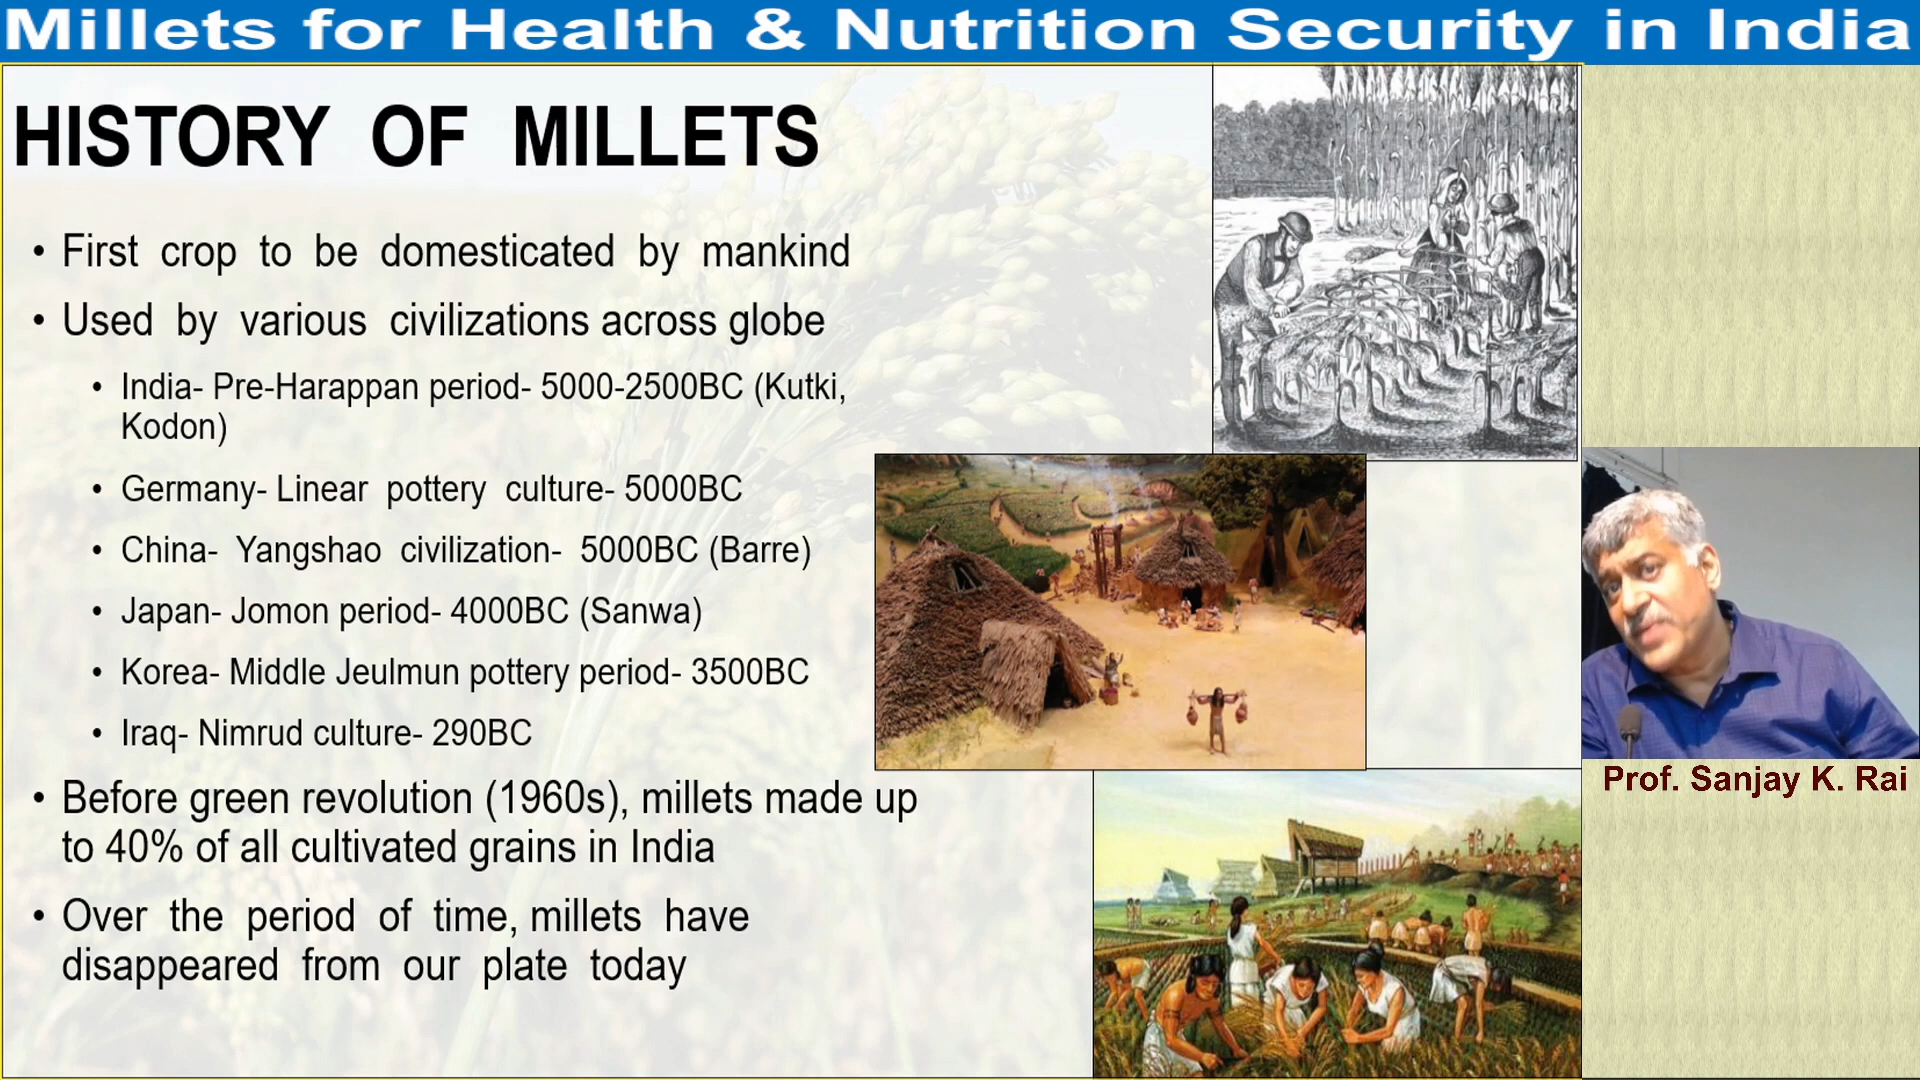 Millets for Health & Nutrition Security in India
HISTORY OF MILLETS
• First crop to be domesticated by mankind
• Used by various civilizations across globe
• India- Pre-Harappan period- 5000-2500BC (Kutki,
Kodon)
• Germany- Linear pottery culture- 5000BC
• China- Yangshao civilization- 5000BC (Barre)
• Japan- Jomon period- 4000BC (Sanwa)
• Korea- Middle Jeulmun pottery period- 3500BC
• Iraq- Nimrud culture- 290BC
• Before green revolution (1960s), millets made up
to 40% of all cultivated grains in India
• Over the period of time, millets have
disappeared from our plate today
Prof. Sanjay K. Rai